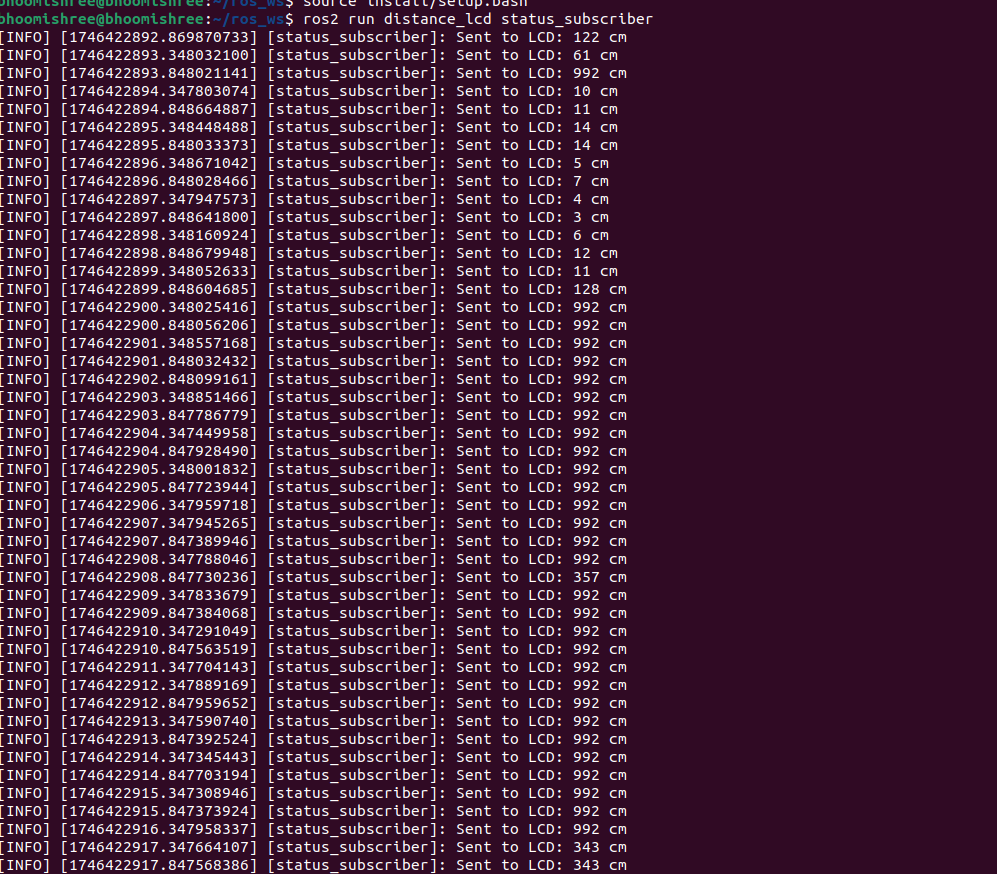 bhoomishree@bhoomishree:~/ros_ws$ source install/setup.bash
bhoomishree@bhoomishree:~/ros_ws$ ros2 run distance_lcd status_subscriber
[INFO] [1746422892.869870733] [status_subscriber]: Sent to LCD: 122 cm
[INFO] [1746422893.348032100] [status_subscriber]: Sent to LCD: 61 cm
[INFO] [1746422893.848021141] [status_subscriber]: Sent to LCD: 992 cm
[INFO] [1746422894.347803074] [status_subscriber]: Sent to LCD: 10 cm
[INFO] [1746422894.848664887] [status_subscriber]: Sent to LCD: 11 cm
[INFO] [1746422895.348448488] [status_subscriber]: Sent to LCD: 14 cm
[INFO] [1746422895.848033373] [status_subscriber]: Sent to LCD: 14 cm
[INFO] [1746422896.348671042] [status_subscriber]: Sent to LCD: 5 cm
[INFO] [1746422896.848028466] [status_subscriber]: Sent to LCD: 7 cm
[INFO] [1746422897.347947573] [status_subscriber]: Sent to LCD: 4 cm
[INFO] [1746422897.848641800] [status_subscriber]: Sent to LCD: 3 cm
[INFO] [1746422898.348160924] [status_subscriber]: Sent to LCD: 6 cm
[INFO] [1746422898.848679948] [status_subscriber]: Sent to LCD: 12 cm
[INFO] [1746422899.348052633] [status_subscriber]: Sent to LCD: 11 cm
[INFO] [1746422899.848604685] [status_subscriber]: Sent to LCD: 128 cm
[INFO] [1746422900.348025416] [status_subscriber]: Sent to LCD: 992 cm
[INFO] [1746422900.848056206] [status_subscriber]: Sent to LCD: 992 cm
[INFO] [1746422901.348557168] [status_subscriber]: Sent to LCD: 992 cm
[INFO] [1746422901.848032432] [status_subscriber]: Sent to LCD: 992 cm
[INFO] [1746422902.848099161] [status_subscriber]: Sent to LCD: 992 cm
[INFO] [1746422903.348851466] [status_subscriber]: Sent to LCD: 992 cm
[INFO] [1746422903.847786779] [status_subscriber]: Sent to LCD: 992 cm
[INFO] [1746422904.347449958] [status_subscriber]: Sent to LCD: 992 cm
[INFO] [1746422904.847928490] [status_subscriber]: Sent to LCD: 992 cm
[INFO] [1746422905.348001832] [status_subscriber]: Sent to LCD: 992 cm
[INFO] [1746422905.847723944] [status_subscriber]: Sent to LCD: 992 cm
[INFO] [1746422906.347959718] [status_subscriber]: Sent to LCD: 992 cm
[INFO] [1746422907.347945265] [status_subscriber]: Sent to LCD: 992 cm
[INFO] [1746422907.847389946] [status_subscriber]: Sent to LCD: 992 cm
[INFO] [1746422908.347788046] [status_subscriber]: Sent to LCD: 992 cm
[INFO] [1746422908.847730236] [status_subscriber]: Sent to LCD: 357 cm
[INFO] [1746422909.347833679] [status_subscriber]: Sent to LCD: 992 cm
[INFO] [1746422909.847384068] [status_subscriber]: Sent to LCD: 992 cm
[INFO] [1746422910.347291049] [status_subscriber]: Sent to LCD: 992 cm
[INFO] [1746422910.847563519] [status_subscriber]: Sent to LCD: 992 cm
[INFO] [1746422911.347704143] [status_subscriber]: Sent to LCD: 992 cm
[INFO] [1746422912.347889169] [status_subscriber]: Sent to LCD: 992 cm
[INFO] [1746422912.847959652] [status_subscriber]: Sent to LCD: 992 cm
[INFO] [1746422913.347590740] [status_subscriber]: Sent to LCD: 992 cm
[INFO] [1746422913.847392524] [status_subscriber]: Sent to LCD: 992 cm
[INFO] [1746422914.347345443] [status_subscriber]: Sent to LCD: 992 cm
[INFO] [1746422914.847703194] [status_subscriber]: Sent to LCD: 992 cm
[INFO] [1746422915.347308946] [status_subscriber]: Sent to LCD: 992 cm
[INFO] [1746422915.847373924] [status_subscriber]: Sent to LCD: 992 cm
[INFO] [1746422916.347958337] [status_subscriber]: Sent to LCD: 992 cm
[INFO] [1746422917.347664107] [status_subscriber]: Sent to LCD: 343 cm
[INFO] [1746422917.847568386] [status_subscriber]: Sent to LCD: 343 cm